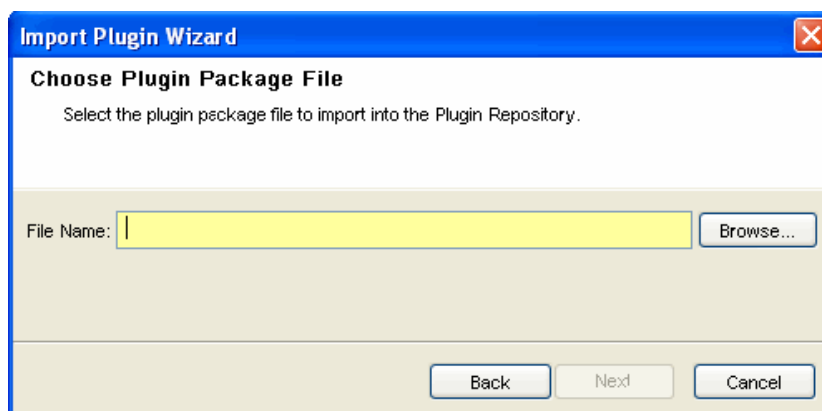 Import Plugin Wizard
Choose Plugin Package File
Select the plugin package file to import into the Plugin Repository.
File Name: Browse...
Back Next Cancel